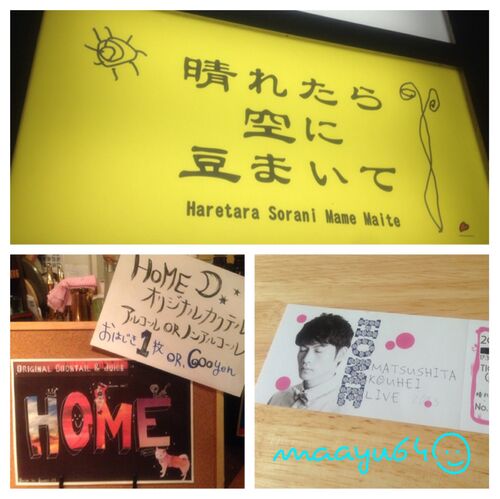 晴れたら
空に
豆まいて
Haretara Sorani Mame Maite
HOME
オリジナルカクテル
アルコール OR ノンアルコール
おはじき1枚 OR 600yen
ORIGINAL COCKTAIL & JUICE
HOME
HOME
MATSUSHITA
KOUHEI
LIVE
No.
maayu64